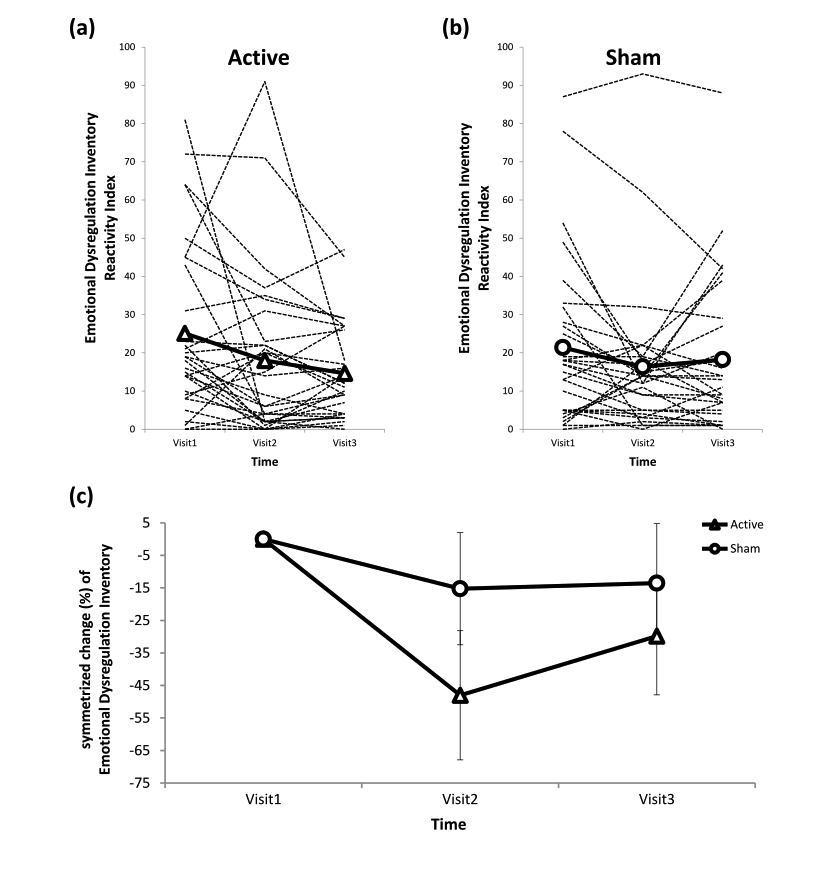 (a)
Active
Emotional Dysregulation Inventory
Reactivity Index
100
90
80
70
60
50
40
30
20
10
0
Visit1 Visit2 Visit3
Time
(b)
Sham
Emotional Dysregulation Inventory
Reactivity Index
100
90
80
70
60
50
40
30
20
10
0
Visit1 Visit2 Visit3
Time
(c)
symmetrized change (%) of
Emotional Dysregulation Inventory
5
-5
-15
-25
-35
-45
-55
-65
-75
Visit1 Visit2 Visit3
Time
Active
Sham